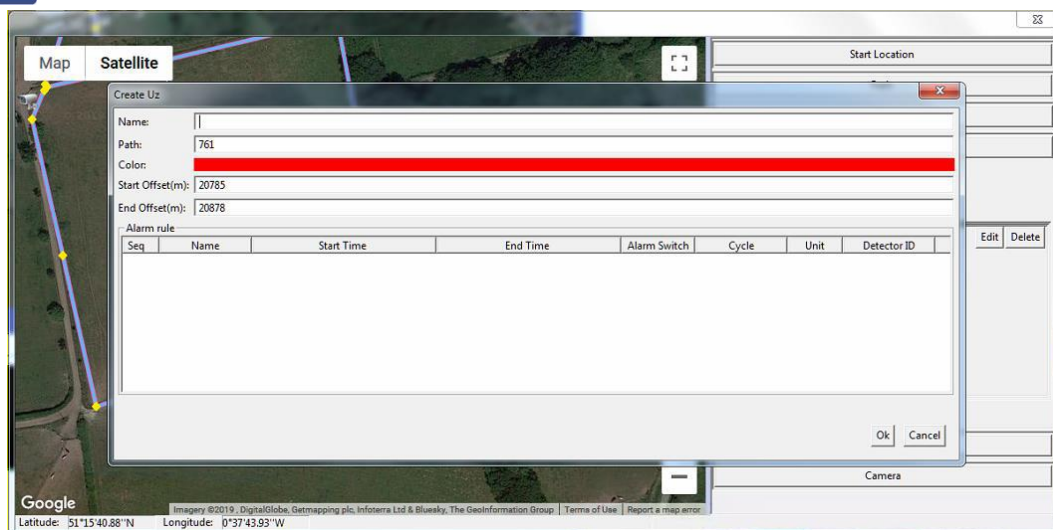 Start Location
Map Satellite
Create Uz
Name:
Path: 761
Color:
Start Offset(m): 20785
End Offset(m): 20878
Alarm rule
Seq Name Start Time End Time Alarm Switch Cycle Unit Detector ID
Edit Delete
Ok Cancel
Camera
Google
Imagery ©2019 , DigitalGlobe, Getmapping plc, Infoterra Ltd & Bluesky, The GeoInformation Group Terms of Use Report a map error
Latitude: 51°15'40.88''N Longitude: 0°37'43.93''W